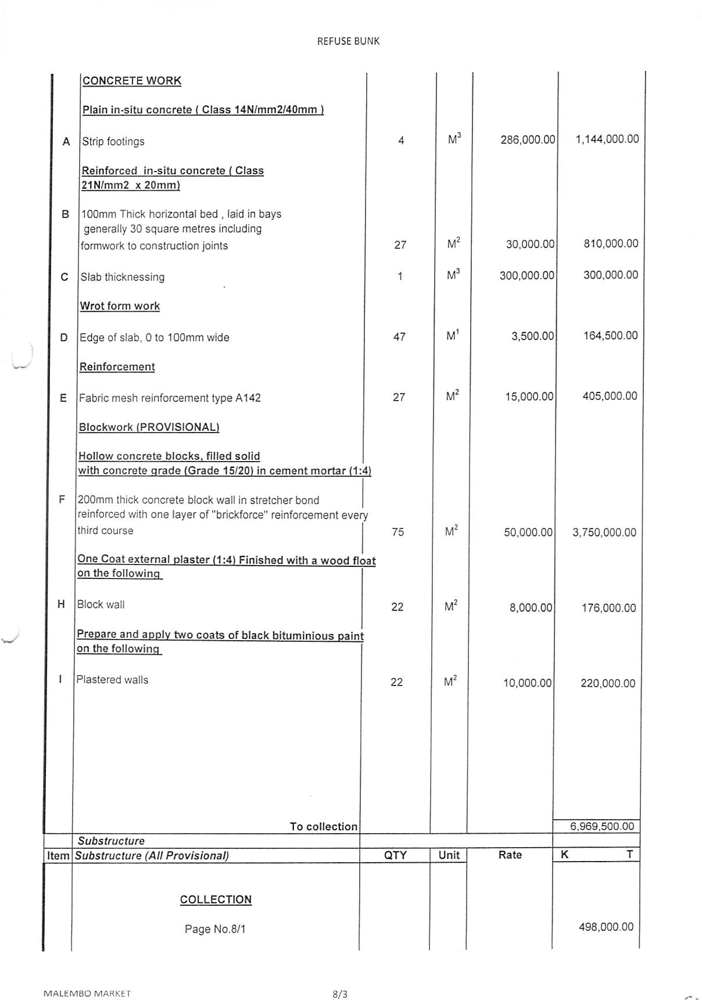 REFUSE BUNK
CONCRETE WORK
Plain in-situ concrete ( Class 14N/mm2/40mm )
A Strip footings 4 M³ 286,000.00 1,144,000.00
Reinforced in-situ concrete ( Class
21N/mm2 x 20mm)
B 100mm Thick horizontal bed , laid in bays
generally 30 square metres including
formwork to construction joints 27 M² 30,000.00 810,000.00
C Slab thicknessing 1 M³ 300,000.00 300,000.00
Wrot form work
D Edge of slab, 0 to 100mm wide 47 M¹ 3,500.00 164,500.00
Reinforcement
E Fabric mesh reinforcement type A142 27 M² 15,000.00 405,000.00
Blockwork (PROVISIONAL)
Hollow concrete blocks, filled solid
with concrete grade (Grade 15/20) in cement mortar (1:4)
F 200mm thick concrete block wall in stretcher bond
reinforced with one layer of "brickforce" reinforcement every
third course 75 M² 50,000.00 3,750,000.00
One Coat external plaster (1:4) Finished with a wood float
on the following
H Block wall 22 M² 8,000.00 176,000.00
Prepare and apply two coats of black bituminious paint
on the following
I Plastered walls 22 M² 10,000.00 220,000.00
To collection 6,969,500.00
Substructure
Item Substructure (All Provisional) QTY Unit Rate K T
COLLECTION
Page No.8/1 498,000.00
MALEMBO MARKET 8/3